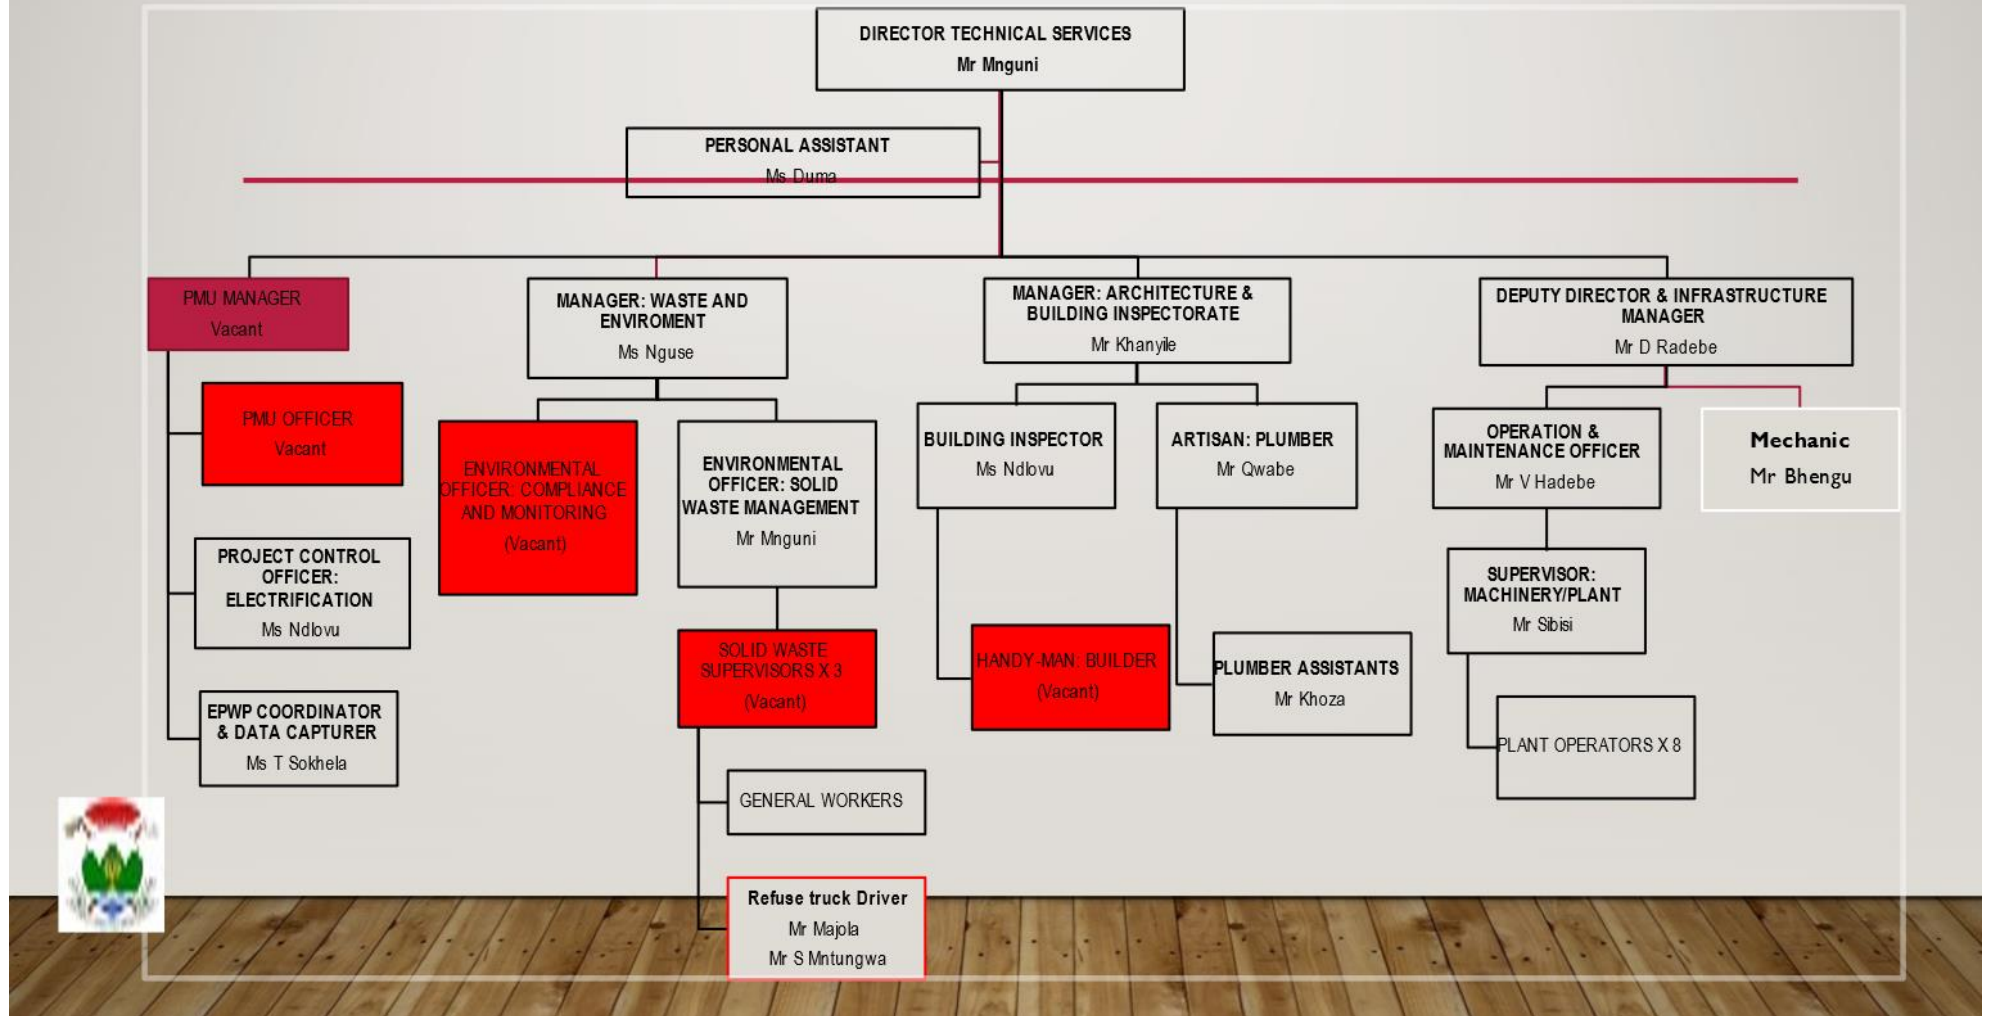 DIRECTOR TECHNICAL SERVICES
Mr Mnguni
PERSONAL ASSISTANT
Ms Duma
PMU MANAGER
Vacant
PMU OFFICER
Vacant
PROJECT CONTROL
OFFICER:
ELECTRIFICATION
Ms Ndlovu
EPWP COORDINATOR
& DATA CAPTURER
Ms T Sokhela
MANAGER: WASTE AND
ENVIROMENT
Ms Nguse
ENVIRONMENTAL
OFFICER: COMPLIANCE
AND MONITORING
(Vacant)
ENVIRONMENTAL
OFFICER: SOLID
WASTE MANAGEMENT
Mr Mnguni
SOLID WASTE
SUPERVISORS X 3
(Vacant)
GENERAL WORKERS
Refuse truck Driver
Mr Majola
Mr S Mntungwa
MANAGER: ARCHITECTURE &
BUILDING INSPECTORATE
Mr Khanyile
BUILDING INSPECTOR
Ms Ndlovu
HANDY-MAN: BUILDER
(Vacant)
ARTISAN: PLUMBER
Mr Qwabe
PLUMBER ASSISTANTS
Mr Khoza
DEPUTY DIRECTOR & INFRASTRUCTURE
MANAGER
Mr D Radebe
OPERATION &
MAINTENANCE OFFICER
Mr V Hadebe
SUPERVISOR:
MACHINERY/PLANT
Mr Sibisi
PLANT OPERATORS X 8
Mechanic
Mr Bhengu